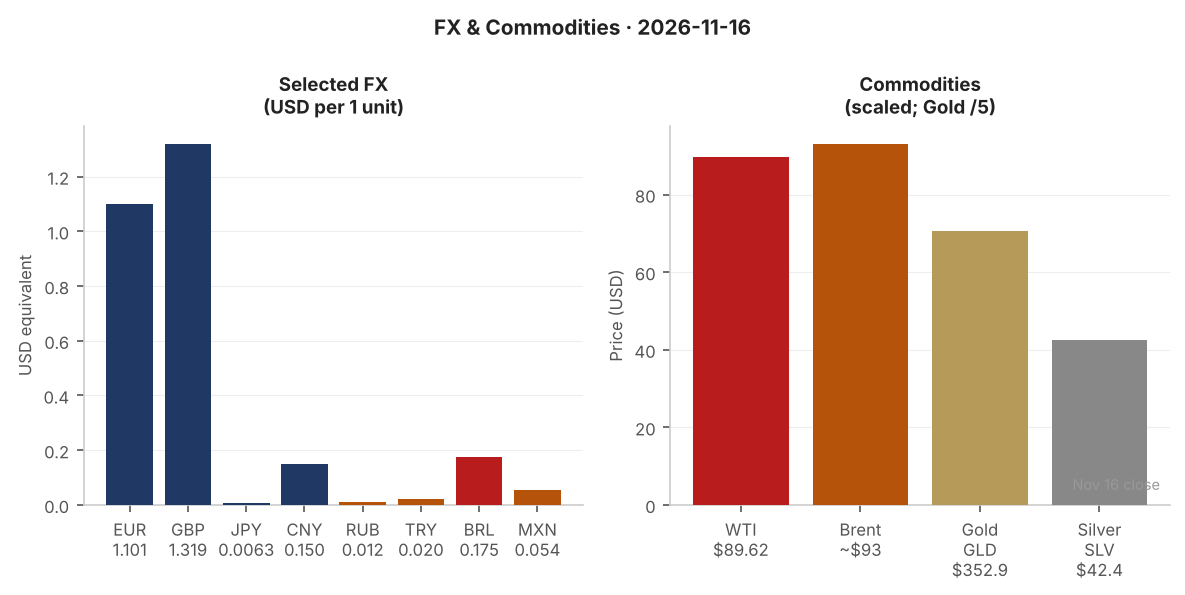 FX & Commodities · 2026-11-16
Selected FX
(USD per 1 unit)
USD equivalent
1.2
1.0
0.8
0.6
0.4
0.2
0.0
EUR GBP JPY CNY RUB TRY BRL MXN
1.101 1.319 0.0063 0.150 0.012 0.020 0.175 0.054
Commodities
(scaled; Gold /5)
Price (USD)
80
60
40
20
0
Nov 16 close
WTI Brent Gold Silver
$89.62 ~$93 GLD SLV
$352.9 $42.4